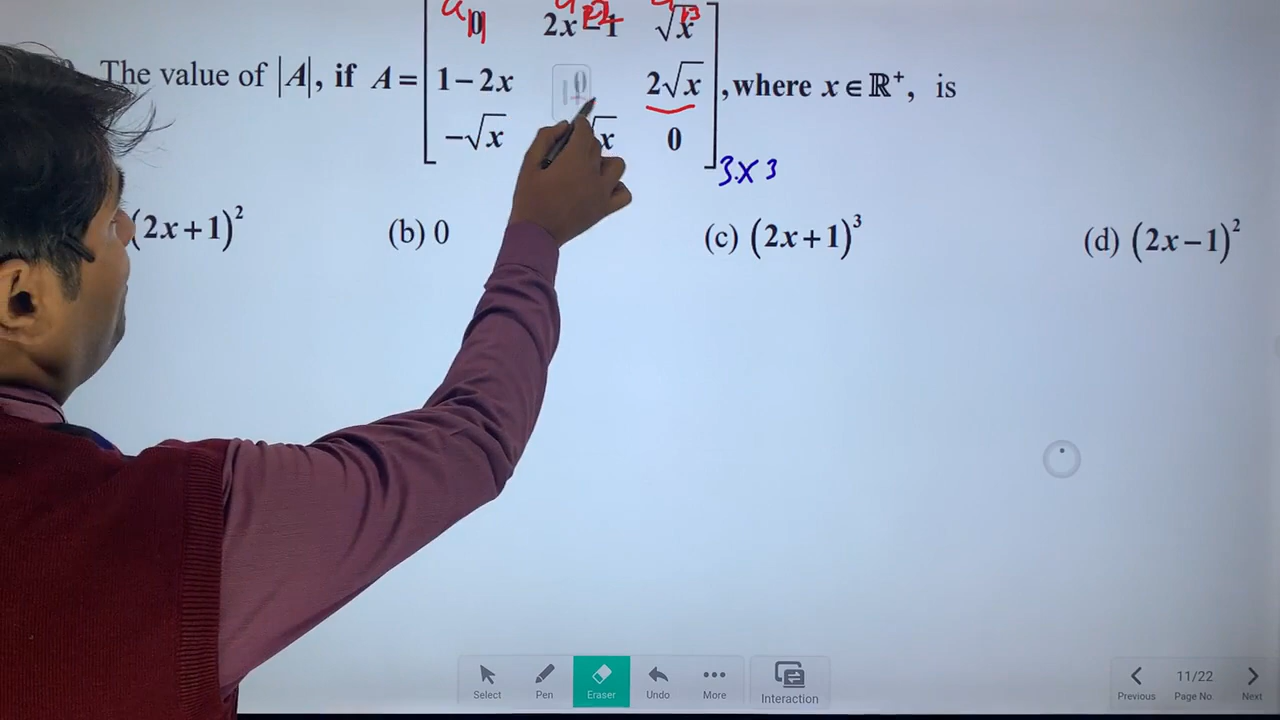 0 2x−1 √x
The value of |A|, if A= 1−2x 0 2√x , where x∈ℝ⁺, is
−√x √x 0
3×3
(2x+1)² (b) 0 (c) (2x+1)³ (d) (2x−1)²
Select Pen Eraser Undo More Interaction
Previous 11/22 Page No. Next